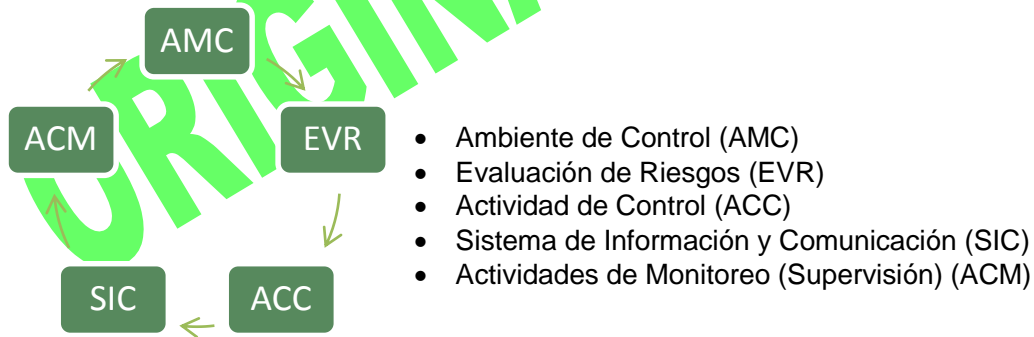 AMC
ACM
EVR
SIC
ACC
• Ambiente de Control (AMC)
• Evaluación de Riesgos (EVR)
• Actividad de Control (ACC)
• Sistema de Información y Comunicación (SIC)
• Actividades de Monitoreo (Supervisión) (ACM)